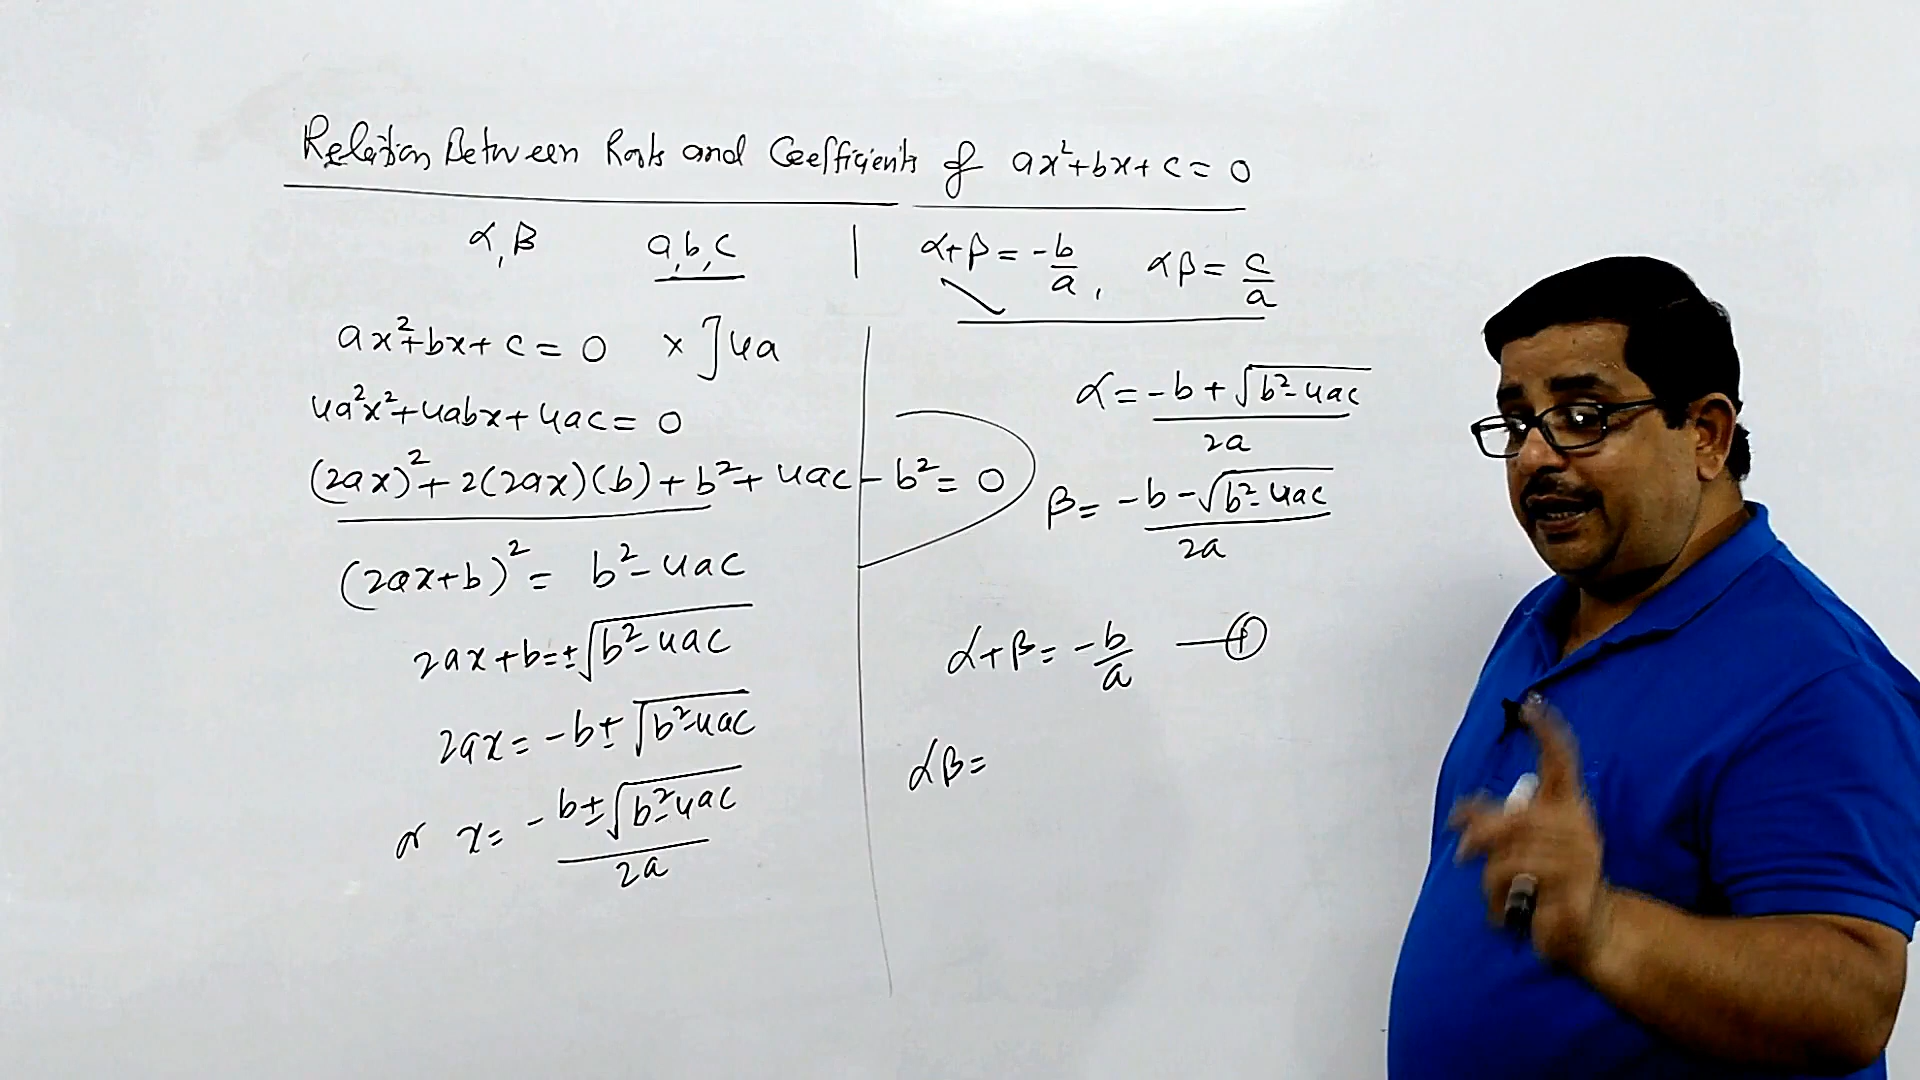 Relation Between Roots and Coefficients of ax²+bx+c=0
α,β a,b,c | α+β=-b/a, αβ=c/a
ax²+bx+c=0 × ]4a
4a²x²+4abx+4ac=0
(2ax)²+2(2ax)(b)+b²+4ac-b²=0
(2ax+b)²=b²-4ac
2ax+b=±√(b²-4ac)
2ax=-b±√(b²-4ac)
or x=-b±√(b²-4ac)/2a
α=-b+√(b²-4ac)/2a
β=-b-√(b²-4ac)/2a
α+β=-b/a —①
αβ=